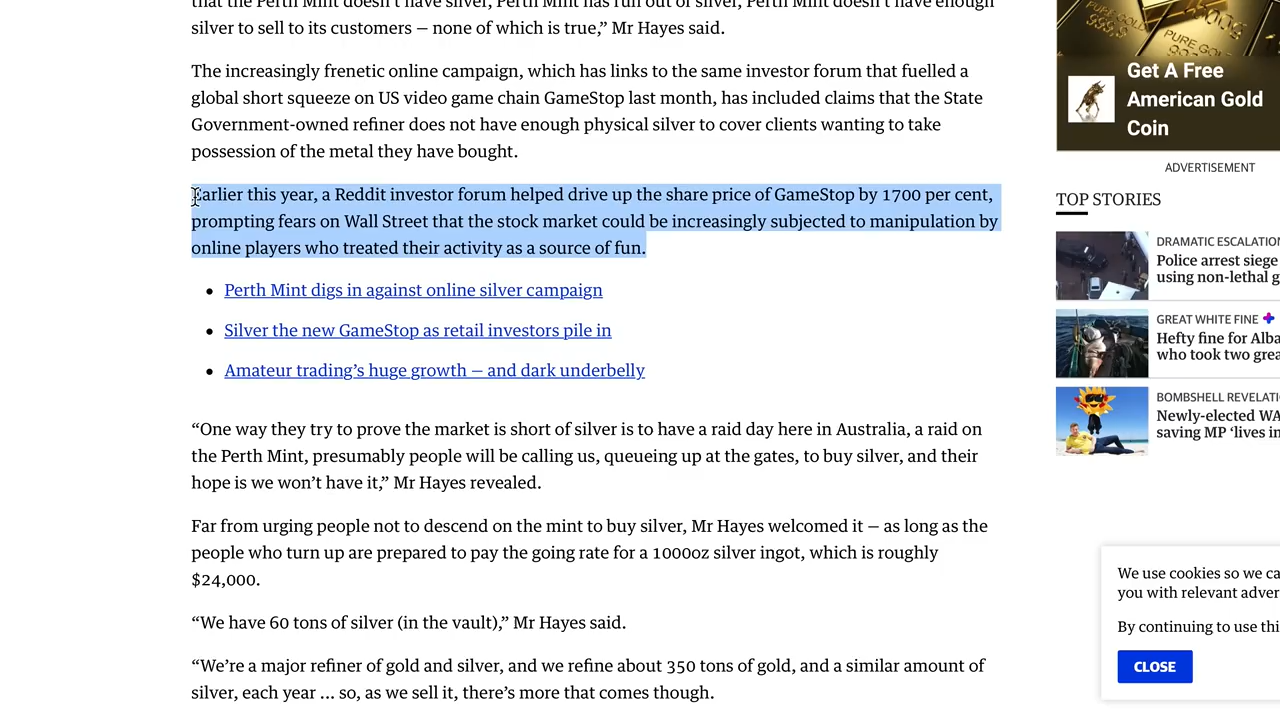 that the Perth Mint doesn't have silver, Perth Mint has run out of silver, Perth Mint doesn't have enough
silver to sell to its customers – none of which is true,” Mr Hayes said.
The increasingly frenetic online campaign, which has links to the same investor forum that fuelled a
global short squeeze on US video game chain GameStop last month, has included claims that the State
Government-owned refiner does not have enough physical silver to cover clients wanting to take
possession of the metal they have bought.
Earlier this year, a Reddit investor forum helped drive up the share price of GameStop by 1700 per cent,
prompting fears on Wall Street that the stock market could be increasingly subjected to manipulation by
online players who treated their activity as a source of fun.
• Perth Mint digs in against online silver campaign
• Silver the new GameStop as retail investors pile in
• Amateur trading’s huge growth – and dark underbelly
“One way they try to prove the market is short of silver is to have a raid day here in Australia, a raid on
the Perth Mint, presumably people will be calling us, queueing up at the gates, to buy silver, and their
hope is we won’t have it,” Mr Hayes revealed.
Far from urging people not to descend on the mint to buy silver, Mr Hayes welcomed it – as long as the
people who turn up are prepared to pay the going rate for a 1000oz silver ingot, which is roughly
$24,000.
“We have 60 tons of silver (in the vault),” Mr Hayes said.
“We’re a major refiner of gold and silver, and we refine about 350 tons of gold, and a similar amount of
silver, each year ... so, as we sell it, there’s more that comes though.
PURE GOLD
PURE GOLD
Get A Free
American Gold
Coin
ADVERTISEMENT
TOP STORIES
DRAMATIC ESCALATIO
Police arrest siege
using non-lethal g
GREAT WHITE FINE
Hefty fine for Alba
who took two grea
BOMBSHELL REVELATI
Newly-elected WA
saving MP ‘lives in
We use cookies so we ca
you with relevant adver
By continuing to use thi
CLOSE